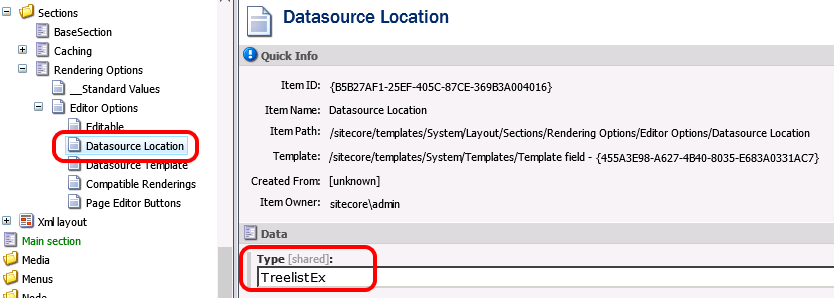 Sections
BaseSection
Caching
Rendering Options
__Standard Values
Editor Options
Editable
Datasource Location
Datasource Template
Compatible Renderings
Page Editor Buttons
Xml layout
Main section
Media
Menus
Node
Datasource Location
Quick Info
Item ID: {B5B27AF1-25EF-405C-87CE-369B3A004016}
Item Name: Datasource Location
Item Path: /sitecore/templates/System/Layout/Sections/Rendering Options/Editor Options/Datasource Location
Template: /sitecore/templates/System/Templates/Template field - {455A3E98-A627-4B40-8035-E683A0331AC7}
Created From: [unknown]
Item Owner: sitecore\admin
Data
Type [shared]:
TreelistEx